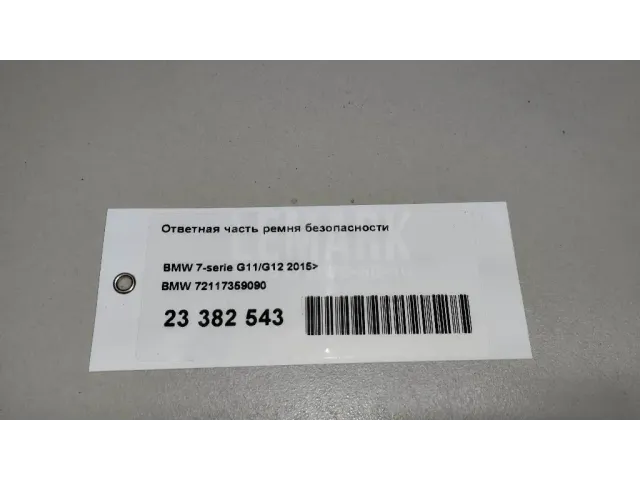 Ответная часть ремня безопасности
BMW 7-serie G11/G12 2015>
BMW 72117359090
23 382 543